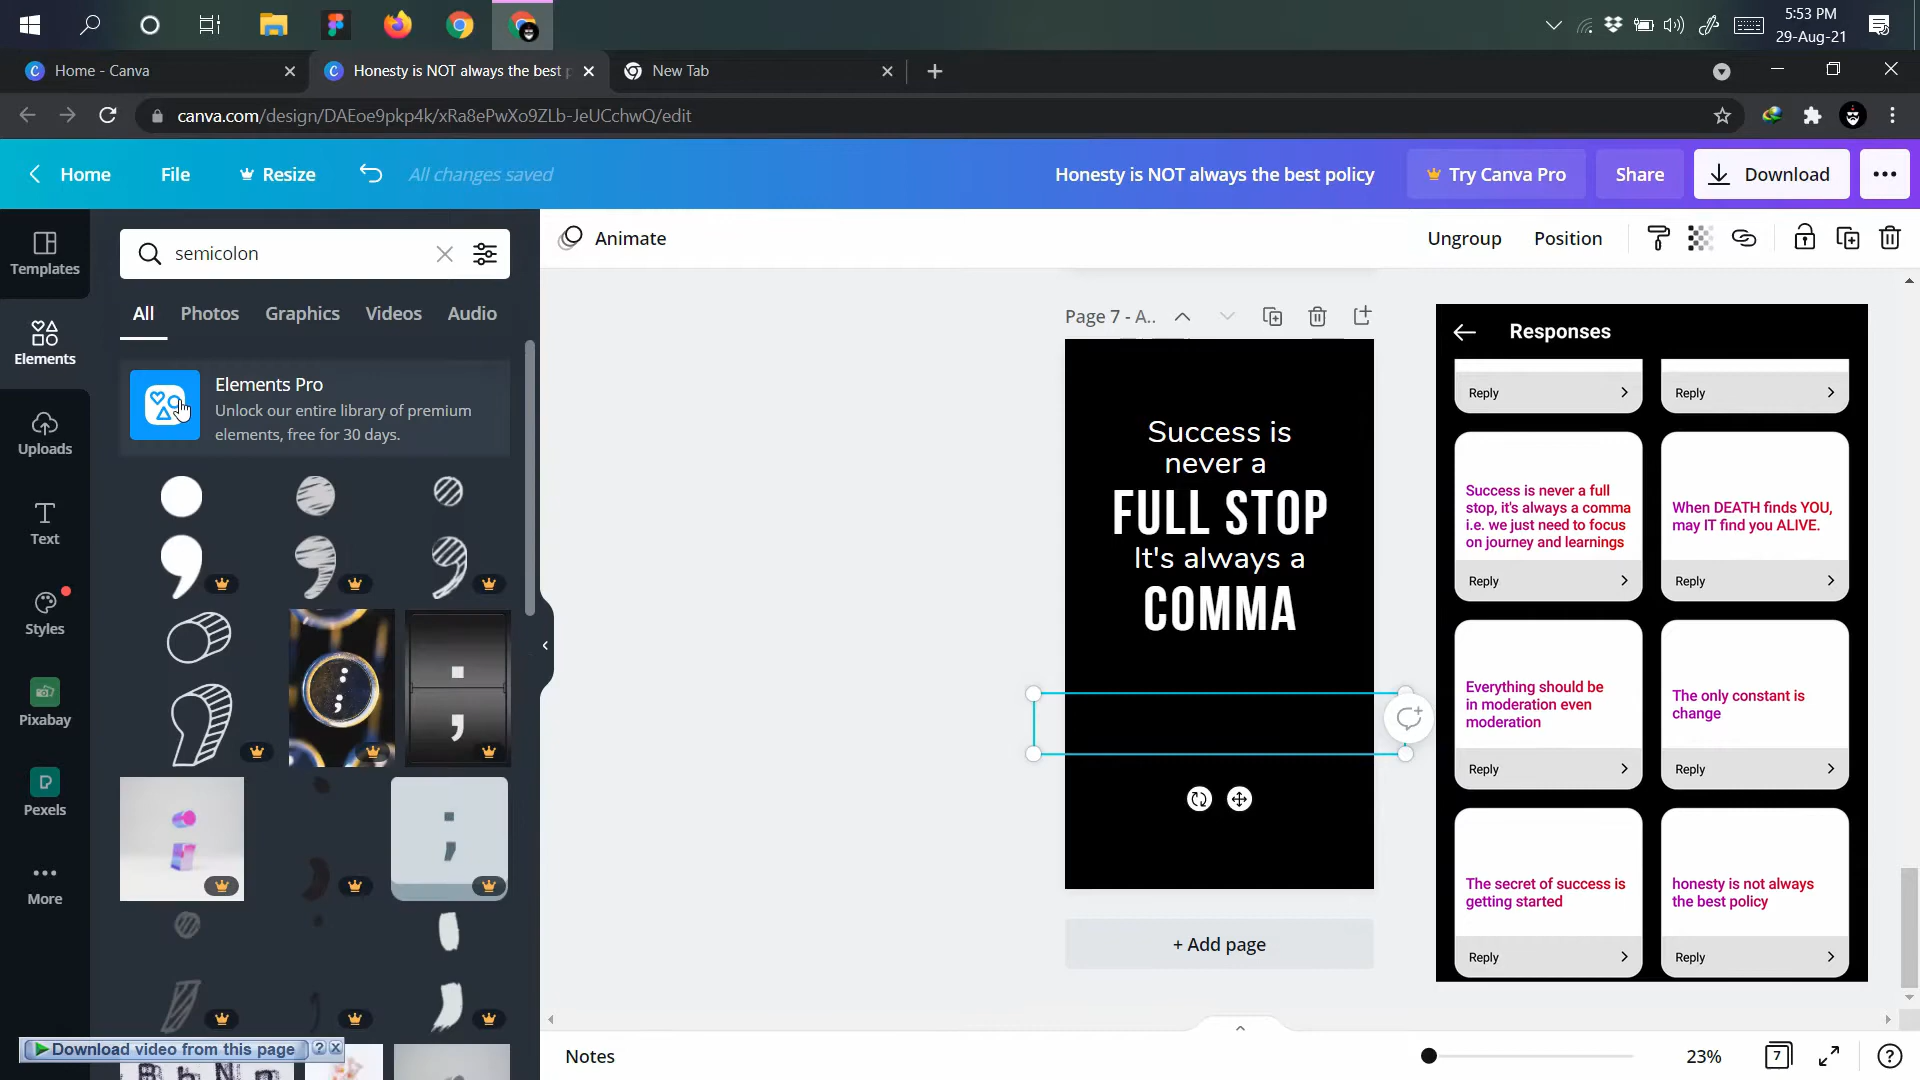 5:53 PM
29-Aug-21
Home - Canva
Honesty is NOT always the best p
New Tab
canva.com/design/DAEoe9pkp4k/xRa8ePwXo9ZLb-JeUCchwQ/edit
Home
File
Resize
All changes saved
Honesty is NOT always the best policy
Try Canva Pro
Share
Download
Templates
Elements
Uploads
Text
Styles
Pixabay
Pexels
More
semicolon
All
Photos
Graphics
Videos
Audio
Elements Pro
Unlock our entire library of premium
elements, free for 30 days.
Download video from this page
Animate
Ungroup
Position
Page 7 - A..
Success is
never a
FULL STOP
It's always a
COMMA
+ Add page
Responses
Reply
Reply
Success is never a full
stop, it's always a comma
i.e. we just need to focus
on journey and learnings
Reply
When DEATH finds YOU,
may IT find you ALIVE.
Reply
Everything should be
in moderation even
moderation
Reply
The only constant is
change
Reply
The secret of success is
getting started
Reply
honesty is not always
the best policy
Reply
Notes
23%
7